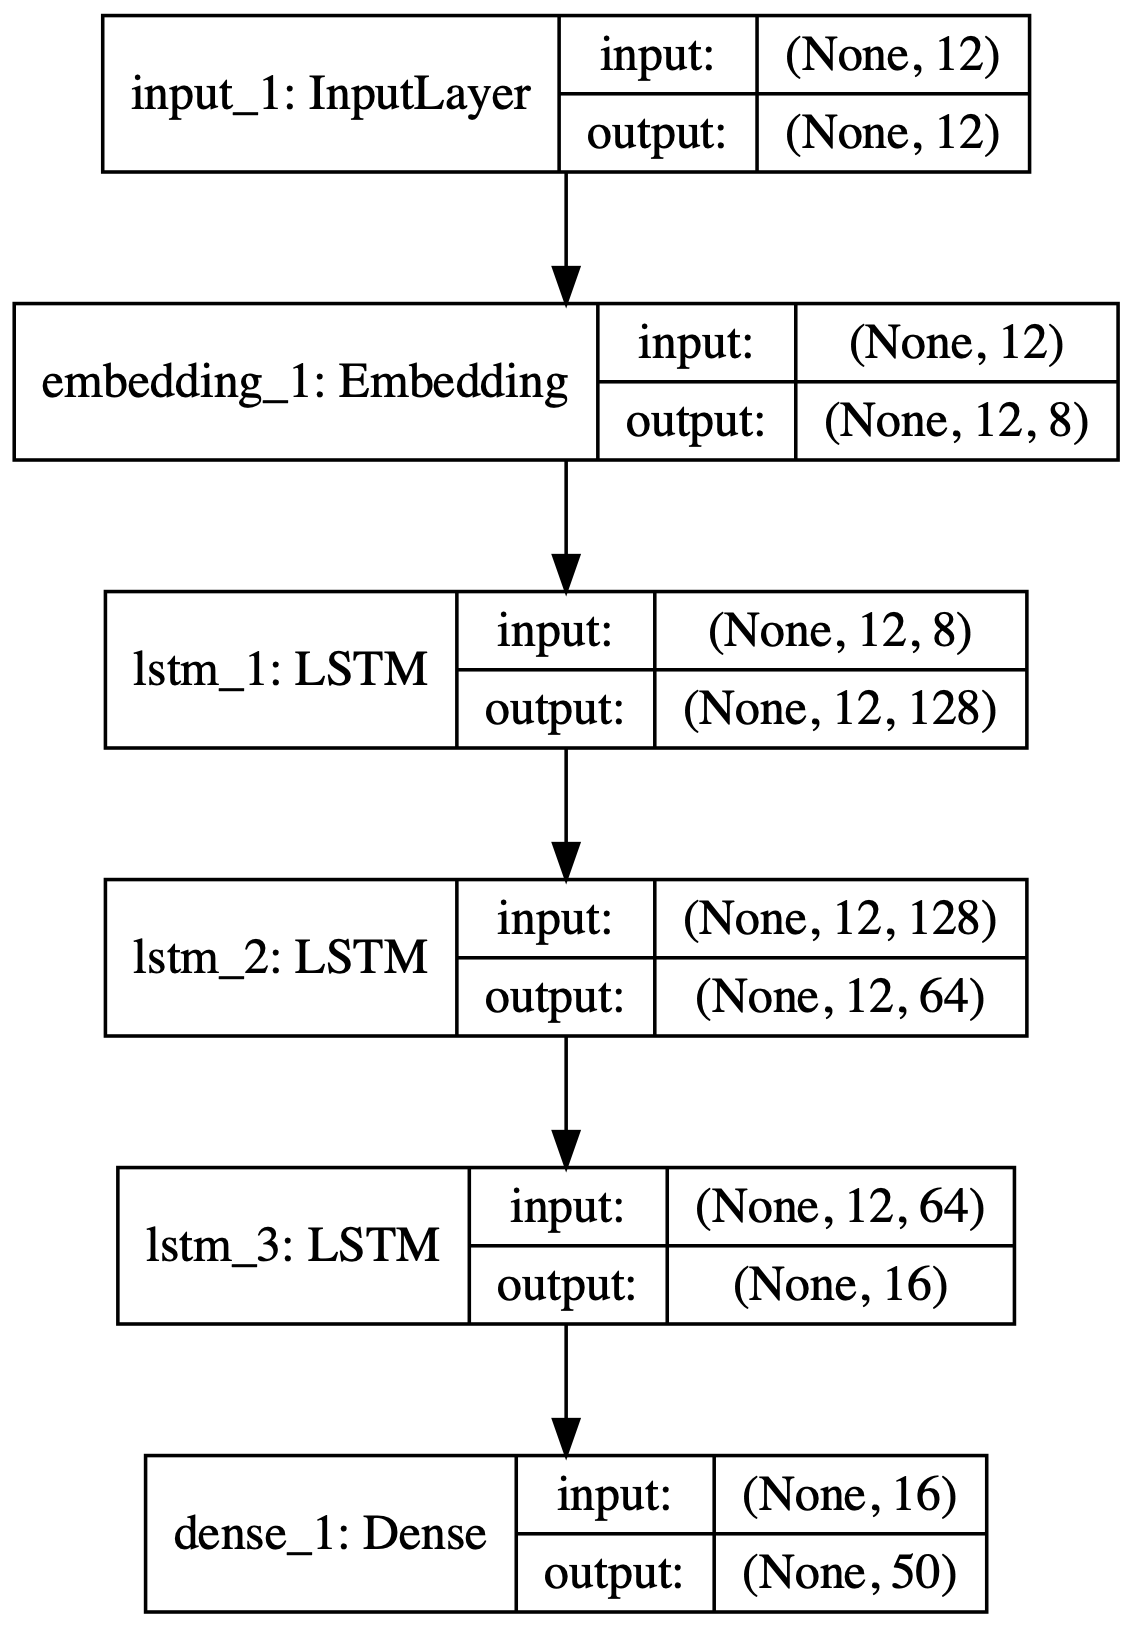 input_1: InputLayer
input: (None, 12)
output: (None, 12)
embedding_1: Embedding
input: (None, 12)
output: (None, 12, 8)
lstm_1: LSTM
input: (None, 12, 8)
output: (None, 12, 128)
lstm_2: LSTM
input: (None, 12, 128)
output: (None, 12, 64)
lstm_3: LSTM
input: (None, 12, 64)
output: (None, 16)
dense_1: Dense
input: (None, 16)
output: (None, 50)